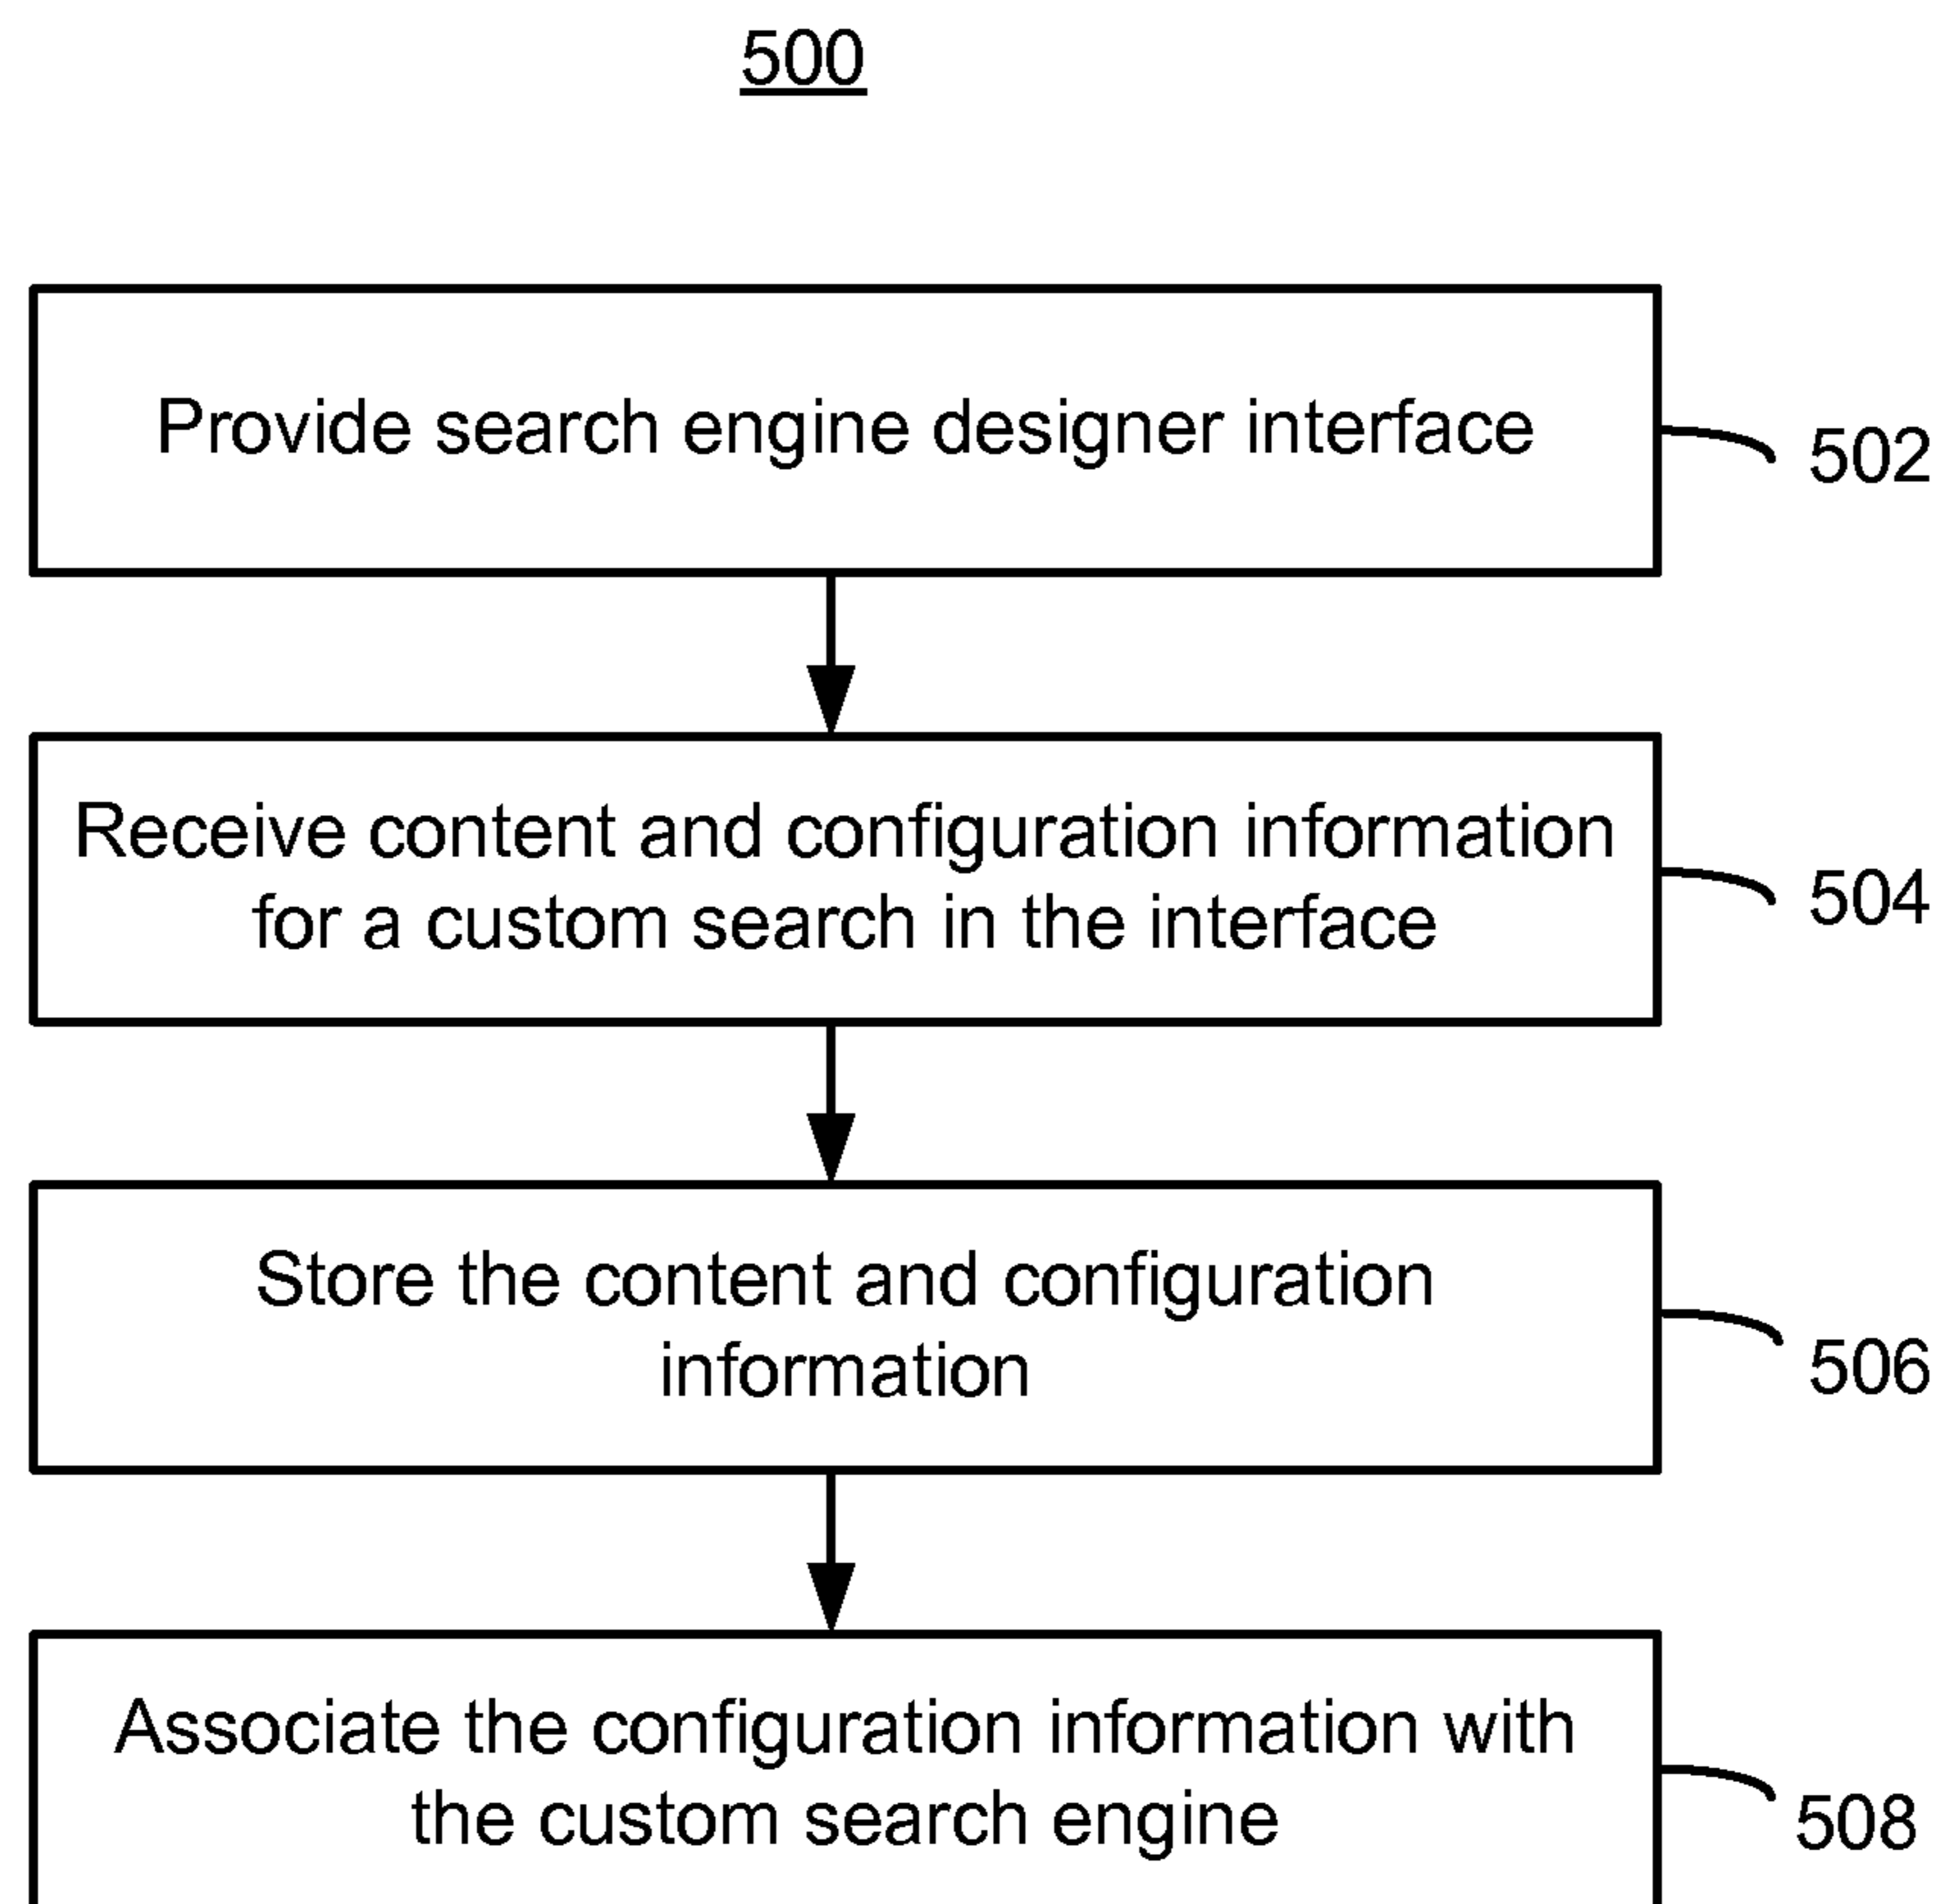 500
Provide search engine designer interface
502
Receive content and configuration information
for a custom search in the interface
504
Store the content and configuration
information
506
Associate the configuration information with
the custom search engine
508